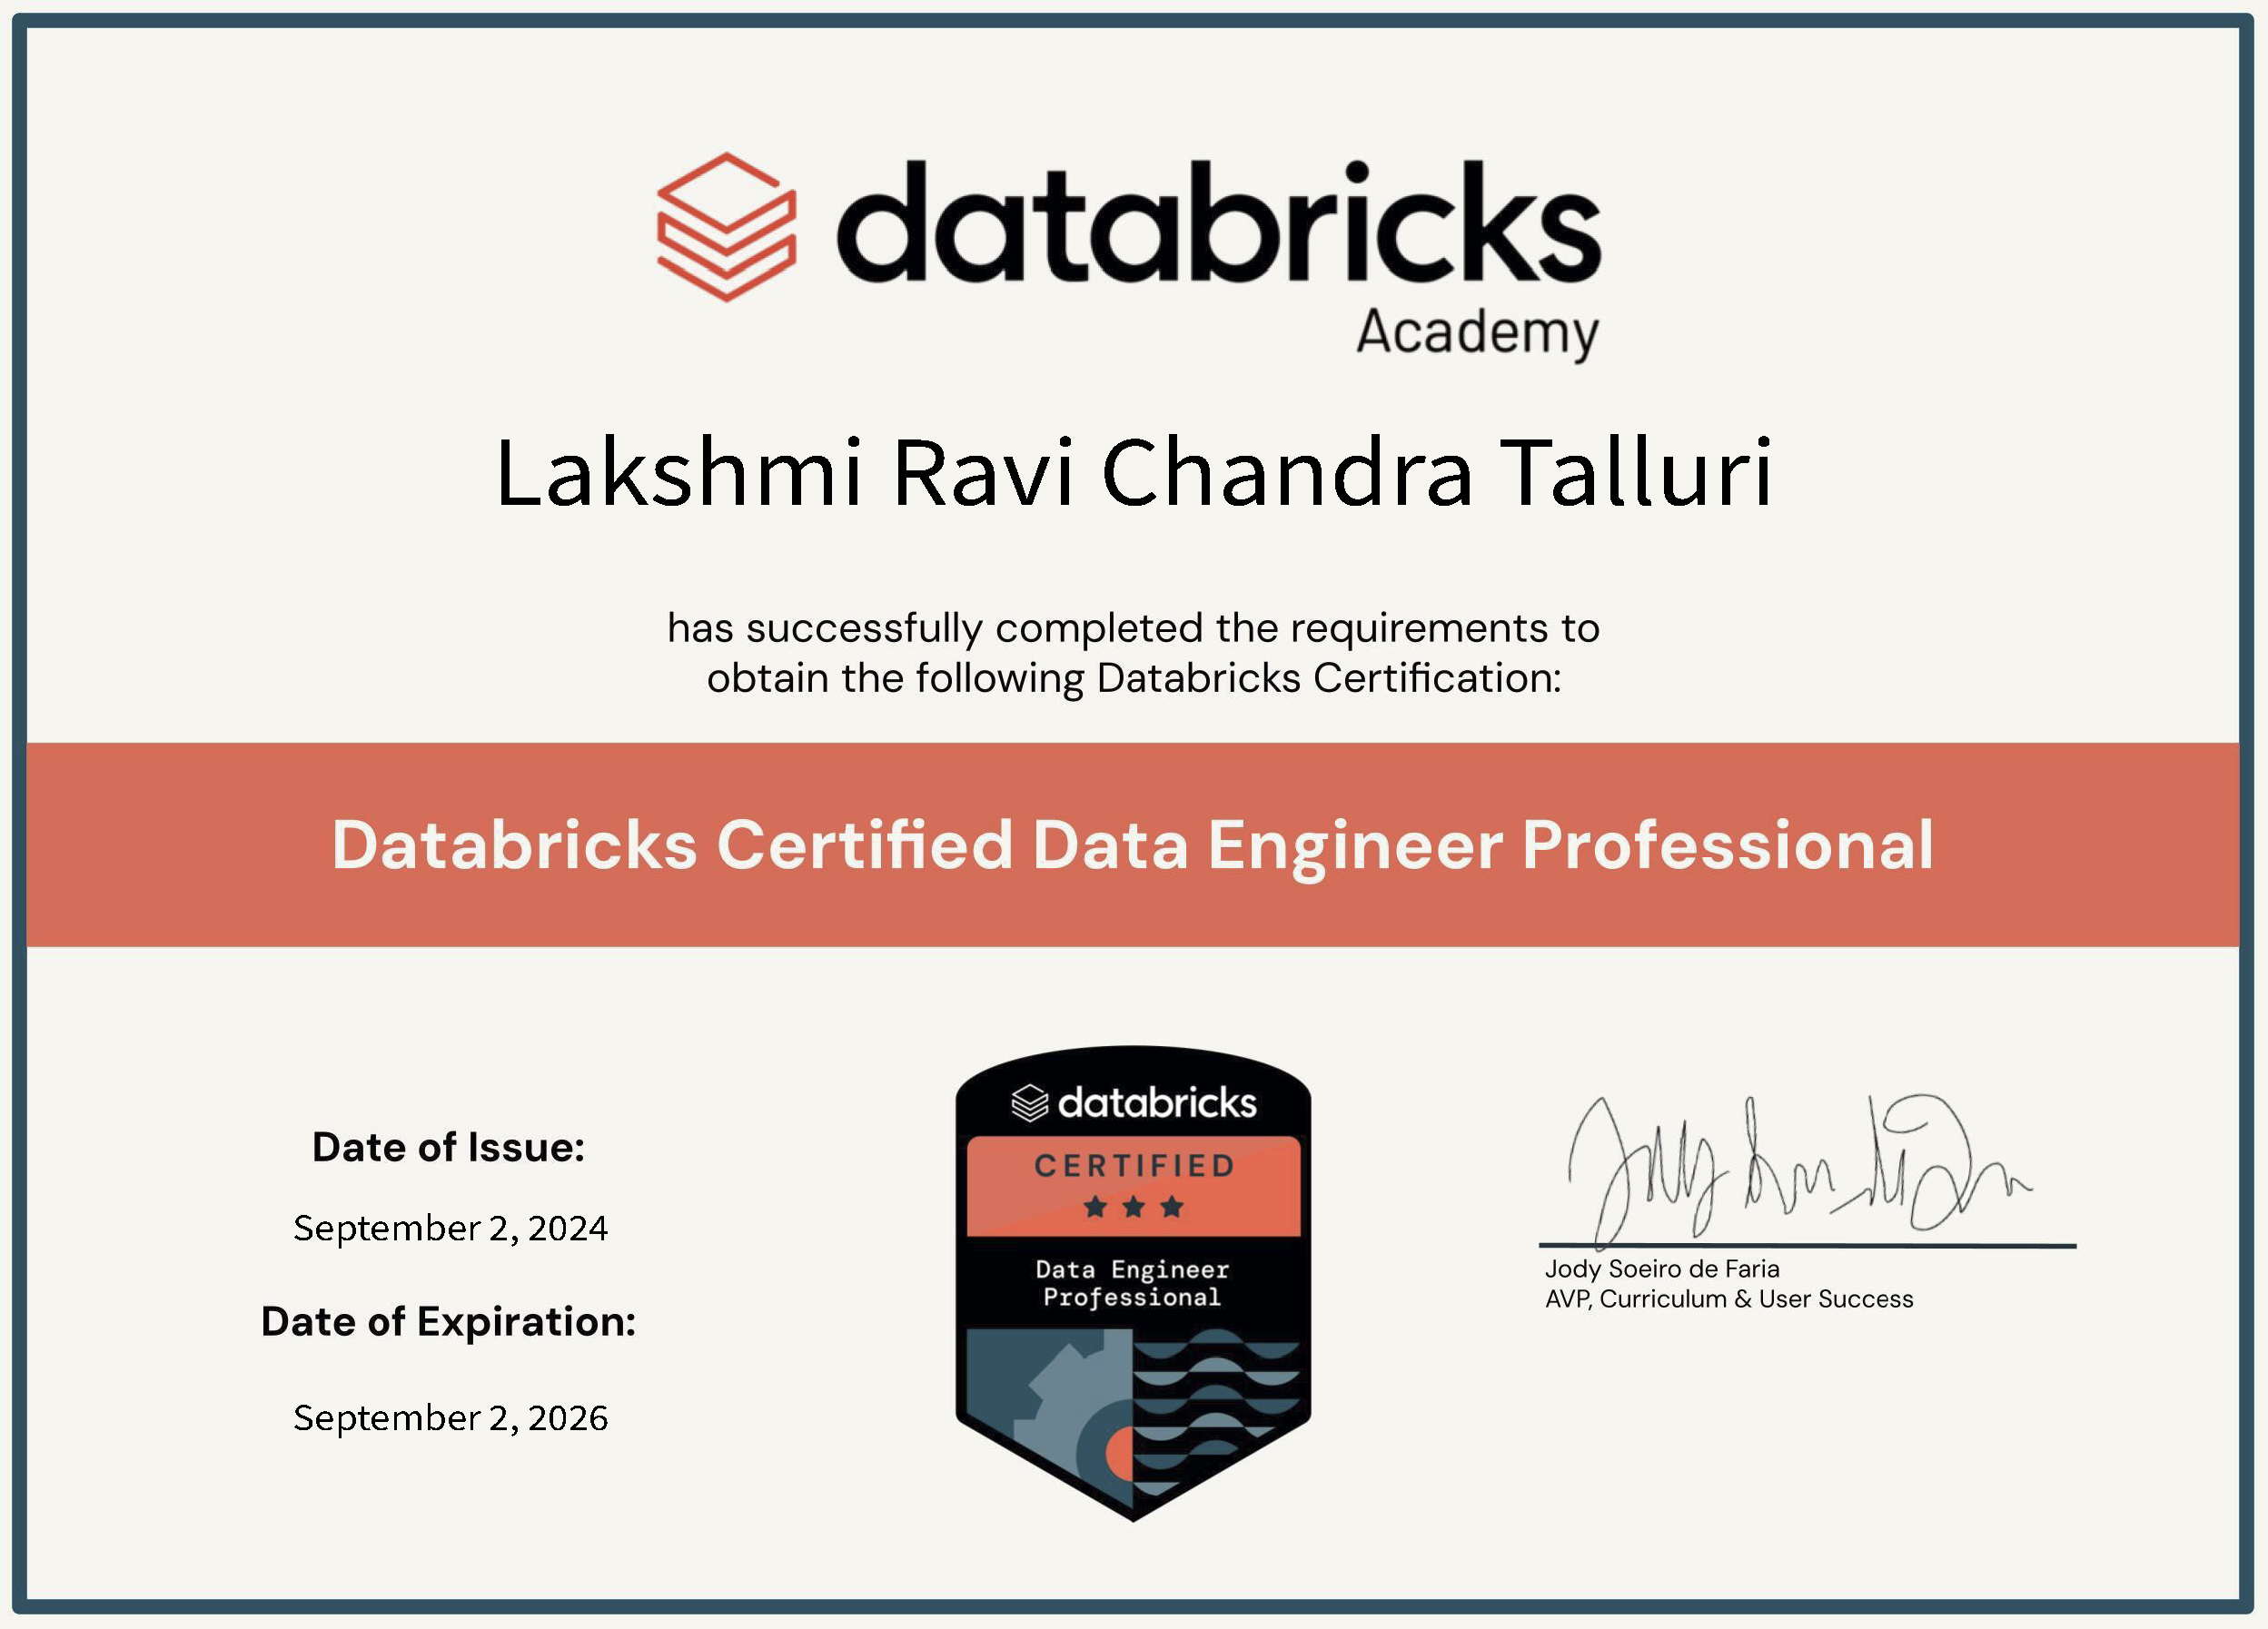 databricks
Academy
Lakshmi Ravi Chandra Talluri
has successfully completed the requirements to
obtain the following Databricks Certification:
Databricks Certified Data Engineer Professional
Date of Issue:
September 2, 2024
Date of Expiration:
September 2, 2026
databricks
CERTIFIED
Data Engineer
Professional
Jody Soeiro de Faria
AVP, Curriculum & User Success